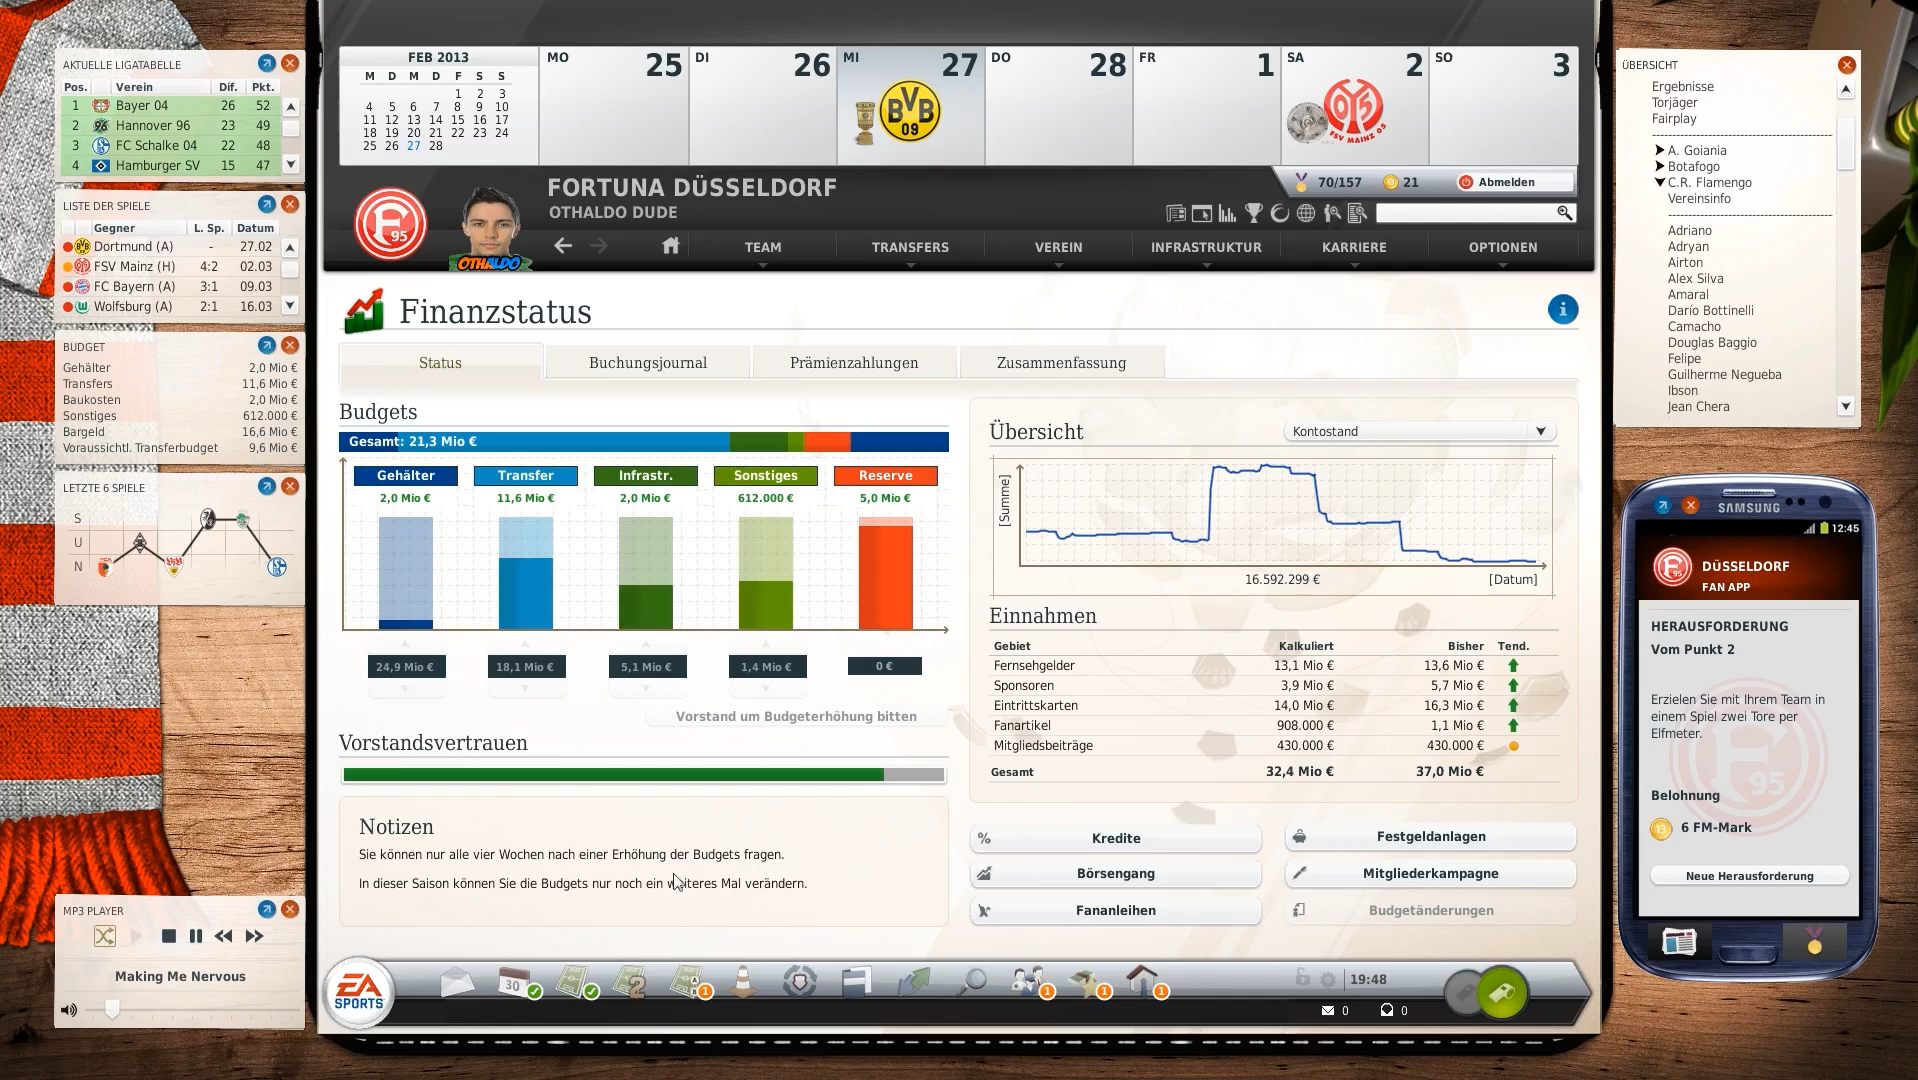 AKTUELLE LIGATABELLE
Pos. Verein Dif. Pkt.
1 Bayer 04 26 52
2 Hannover 96 23 49
3 FC Schalke 04 22 48
4 Hamburger SV 15 47
LISTE DER SPIELE
Gegner L. Sp. Datum
Dortmund (A) - 27.02
FSV Mainz (H) 4:2 02.03
FC Bayern (A) 3:1 09.03
Wolfsburg (A) 2:1 16.03
BUDGET
Gehälter 2,0 Mio €
Transfers 11,6 Mio €
Baukosten 2,0 Mio €
Sonstiges 612.000 €
Bargeld 16,6 Mio €
Voraussichtl. Transferbudget 9,6 Mio €
LETZTE 6 SPIELE
S
U
N
MP3 PLAYER
Making Me Nervous
FEB 2013
M D M D F S S
1 2 3
4 5 6 7 8 9 10
11 12 13 14 15 16 17
18 19 20 21 22 23 24
25 26 27 28
MO 25
DI 26
MI 27
BVB 09
DO 28
FR 1
SA 2
FSV MAINZ 05
SO 3
FORTUNA DÜSSELDORF
OTHALDO DUDE
F 95
OTHALDO
70/157 21 Abmelden
TEAM TRANSFERS VEREIN INFRASTRUKTUR KARRIERE OPTIONEN
Finanzstatus
Status Buchungsjournal Prämienzahlungen Zusammenfassung
Budgets
Gesamt: 21,3 Mio €
Gehälter Transfer Infrastr. Sonstiges Reserve
2,0 Mio € 11,6 Mio € 2,0 Mio € 612.000 € 5,0 Mio €
24,9 Mio € 18,1 Mio € 5,1 Mio € 1,4 Mio € 0 €
Vorstand um Budgeterhöhung bitten
Vorstandsvertrauen
Notizen
Sie können nur alle vier Wochen nach einer Erhöhung der Budgets fragen.
In dieser Saison können Sie die Budgets nur noch ein weiteres Mal verändern.
Übersicht
Kontostand
[Summe]
16.592.299 € [Datum]
Einnahmen
Gebiet Kalkuliert Bisher Tend.
Fernsehgelder 13,1 Mio € 13,6 Mio €
Sponsoren 3,9 Mio € 5,7 Mio €
Eintrittskarten 14,0 Mio € 16,3 Mio €
Fanartikel 908.000 € 1,1 Mio €
Mitgliedsbeiträge 430.000 € 430.000 €
Gesamt 32,4 Mio € 37,0 Mio €
% Kredite Festgeldanlagen
Börsengang Mitgliederkampagne
Fananleihen Budgetänderungen
EA SPORTS
30 2 1 1 1 1
19:48
0 0
ÜBERSICHT
Ergebnisse
Torjäger
Fairplay
A. Goiania
Botafogo
C.R. Flamengo
Vereinsinfo
Adriano
Adryan
Airton
Alex Silva
Amaral
Darío Bottinelli
Camacho
Douglas Baggio
Felipe
Guilherme Negueba
Ibson
Jean Chera
SAMSUNG
12:45
F 95
DÜSSELDORF
FAN APP
HERAUSFORDERUNG
Vom Punkt 2
Erzielen Sie mit Ihrem Team in
einem Spiel zwei Tore per
Elfmeter.
Belohnung
6 FM-Mark
Neue Herausforderung